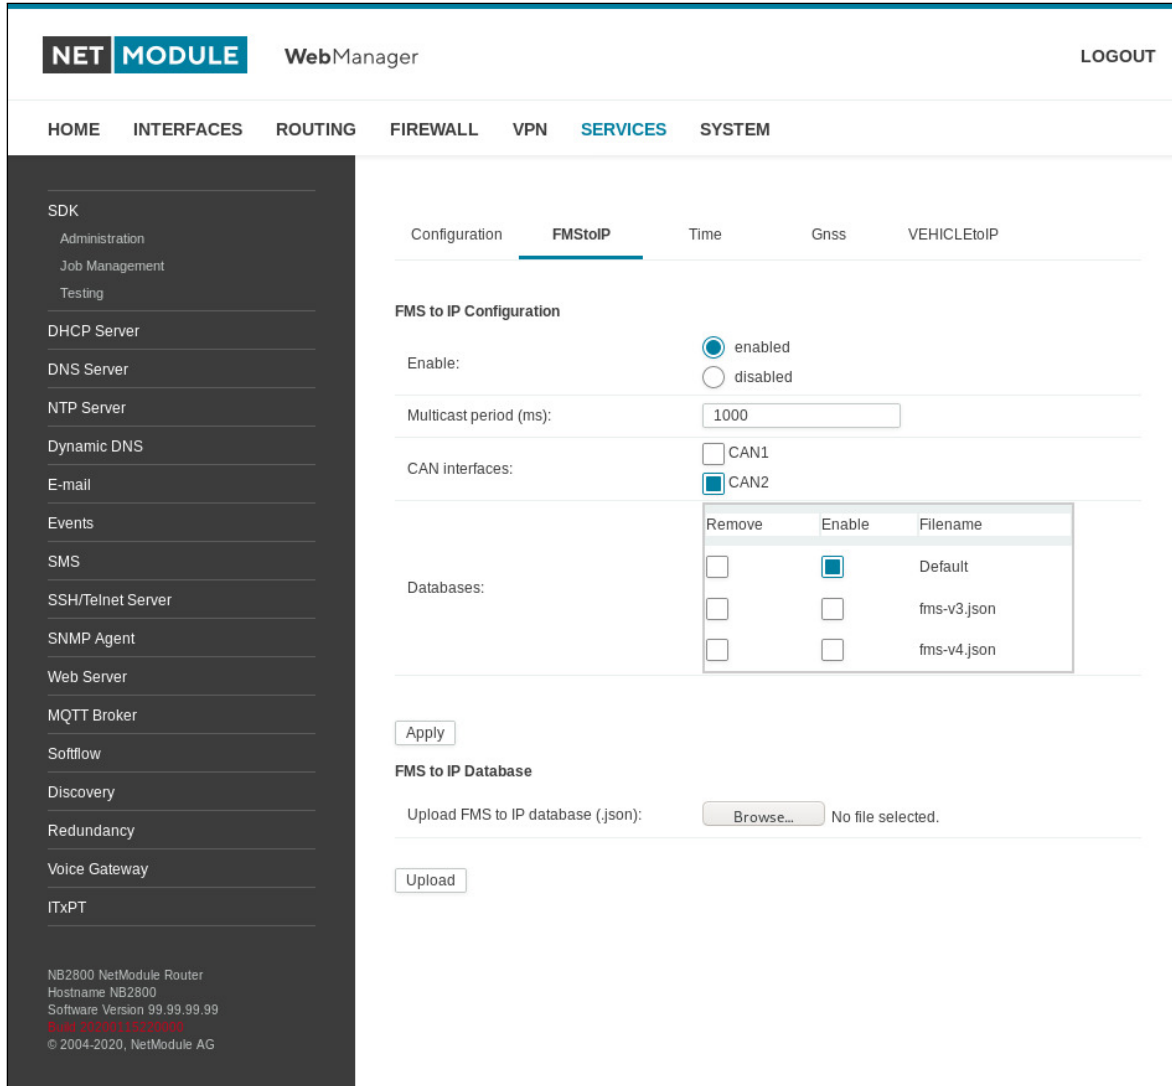 NET MODULE WebManager LOGOUT
HOME INTERFACES ROUTING FIREWALL VPN SERVICES SYSTEM
SDK
Administration
Job Management
Testing
DHCP Server
DNS Server
NTP Server
Dynamic DNS
E-mail
Events
SMS
SSH/Telnet Server
SNMP Agent
Web Server
MQTT Broker
Softflow
Discovery
Redundancy
Voice Gateway
ITxPT
NB2800 NetModule Router
Hostname NB2800
Software Version 99.99.99.99
Build
© 2004-2020, NetModule AG
Configuration FMStoIP Time Gnss VEHICLEtoIP
FMS to IP Configuration
Enable:
enabled
disabled
Multicast period (ms): 1000
CAN interfaces:
CAN1
CAN2
Databases:
Remove Enable Filename
Default
fms-v3.json
fms-v4.json
Apply
FMS to IP Database
Upload FMS to IP database (.json): Browse... No file selected.
Upload